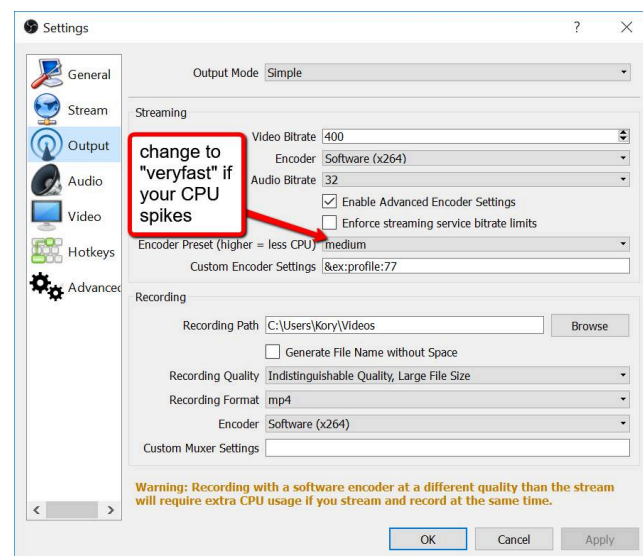 Settings
?
General
Stream
Output
Audio
Video
Hotkeys
Advanced
Output Mode Simple
Streaming
Video Bitrate 400
Encoder Software (x264)
Audio Bitrate 32
Enable Advanced Encoder Settings
Enforce streaming service bitrate limits
Encoder Preset (higher = less CPU) medium
Custom Encoder Settings &ex:profile:77
change to
"veryfast" if
your CPU
spikes
Recording
Recording Path C:\Users\Kory\Videos Browse
Generate File Name without Space
Recording Quality Indistinguishable Quality, Large File Size
Recording Format mp4
Encoder Software (x264)
Custom Muxer Settings
Warning: Recording with a software encoder at a different quality than the stream
will require extra CPU usage if you stream and record at the same time.
OK Cancel Apply